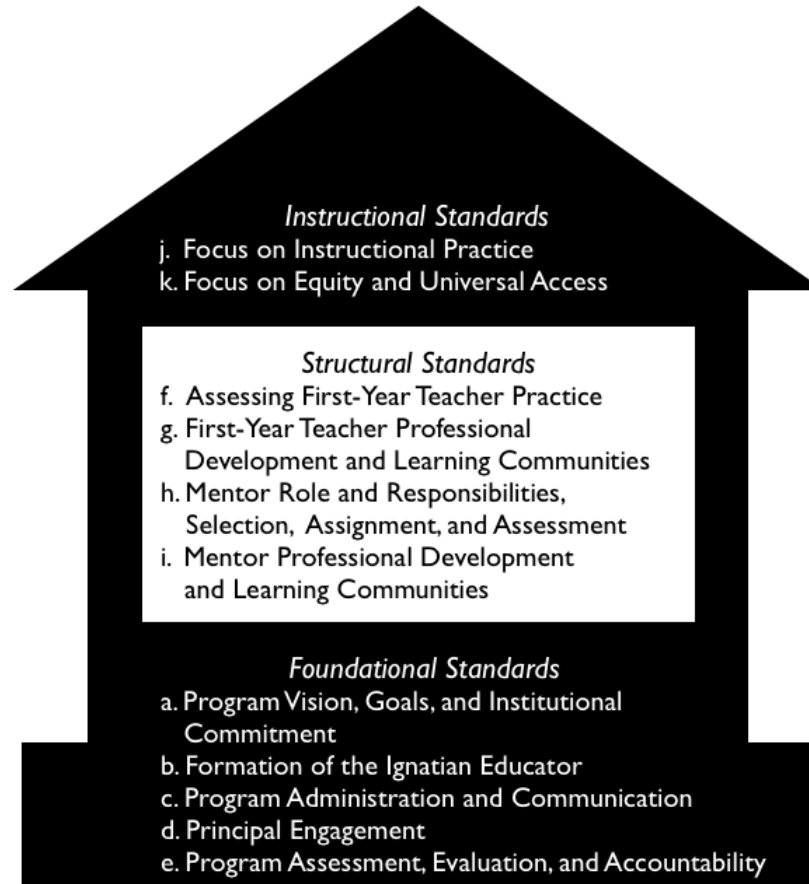 Instructional Standards
j. Focus on Instructional Practice
k. Focus on Equity and Universal Access
Structural Standards
f. Assessing First-Year Teacher Practice
g. First-Year Teacher Professional
Development and Learning Communities
h. Mentor Role and Responsibilities,
Selection, Assignment, and Assessment
i. Mentor Professional Development
and Learning Communities
Foundational Standards
a. Program Vision, Goals, and Institutional
Commitment
b. Formation of the Ignatian Educator
c. Program Administration and Communication
d. Principal Engagement
e. Program Assessment, Evaluation, and Accountability